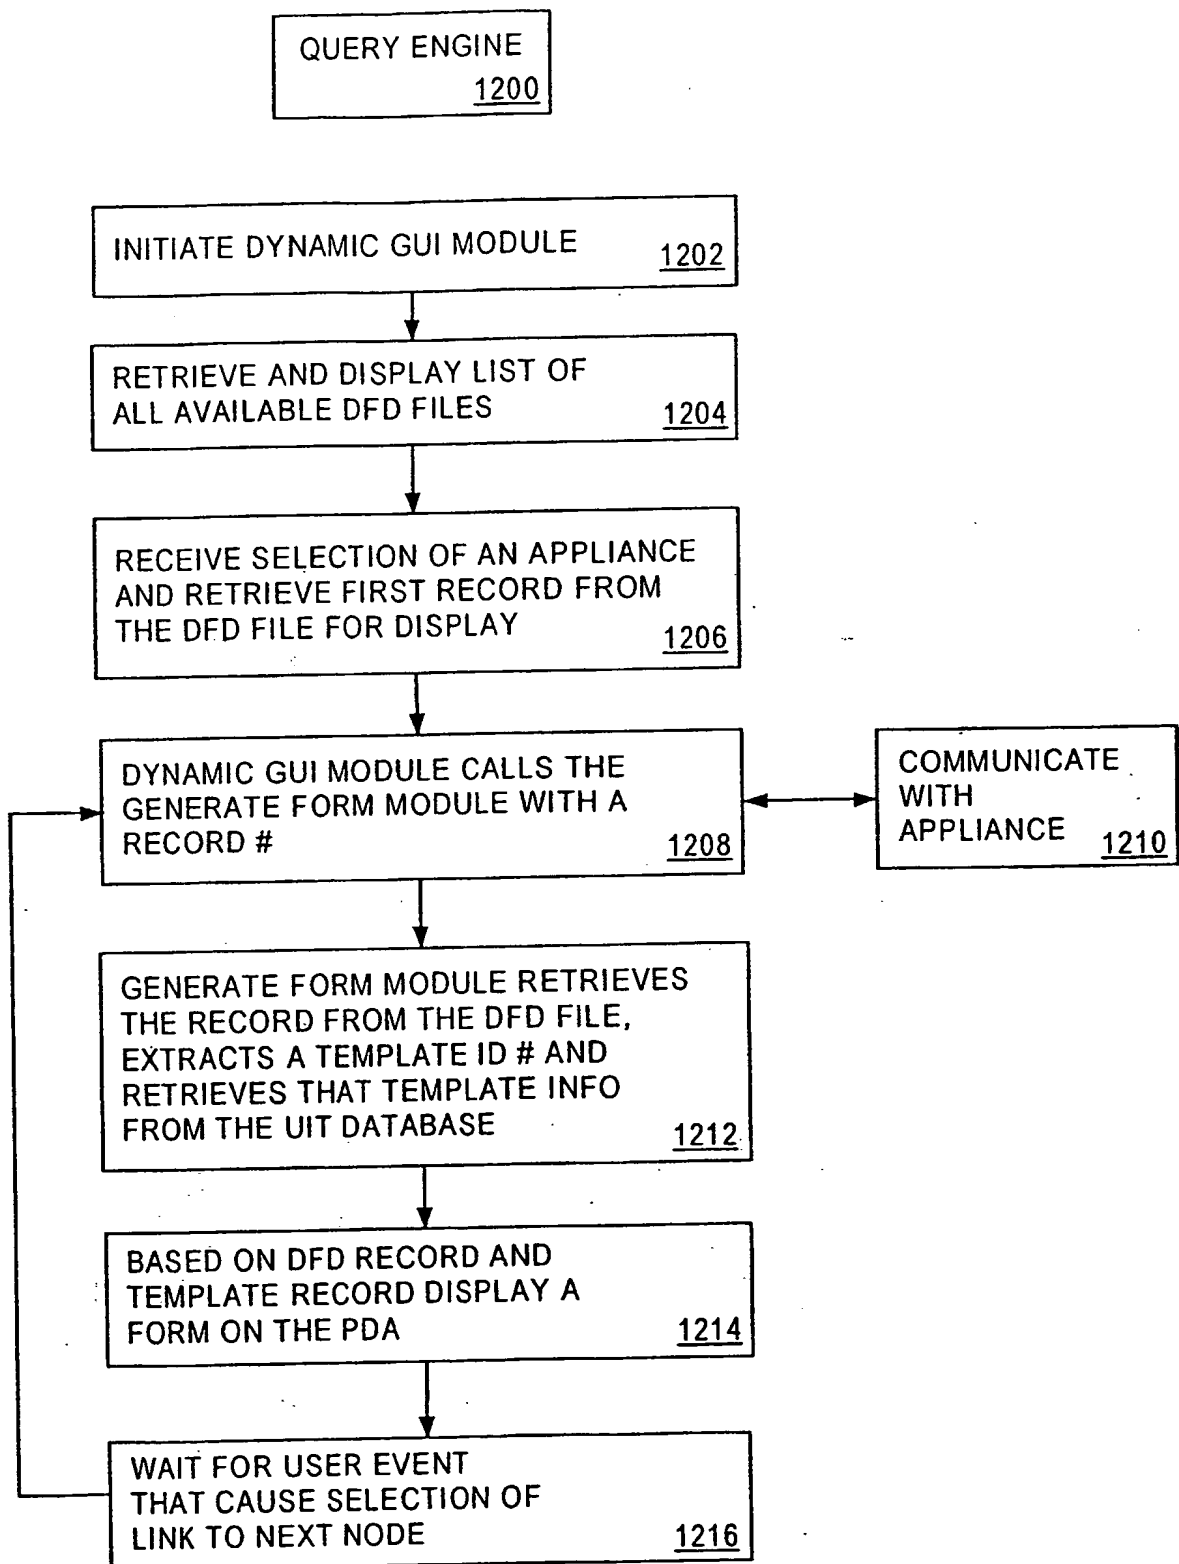 QUERY ENGINE
1200
INITIATE DYNAMIC GUI MODULE
1202
RETRIEVE AND DISPLAY LIST OF
ALL AVAILABLE DFD FILES
1204
RECEIVE SELECTION OF AN APPLIANCE
AND RETRIEVE FIRST RECORD FROM
THE DFD FILE FOR DISPLAY
1206
DYNAMIC GUI MODULE CALLS THE
GENERATE FORM MODULE WITH A
RECORD #
1208
COMMUNICATE
WITH
APPLIANCE
1210
GENERATE FORM MODULE RETRIEVES
THE RECORD FROM THE DFD FILE,
EXTRACTS A TEMPLATE ID # AND
RETRIEVES THAT TEMPLATE INFO
FROM THE UIT DATABASE
1212
BASED ON DFD RECORD AND
TEMPLATE RECORD DISPLAY A
FORM ON THE PDA
1214
WAIT FOR USER EVENT
THAT CAUSE SELECTION OF
LINK TO NEXT NODE
1216